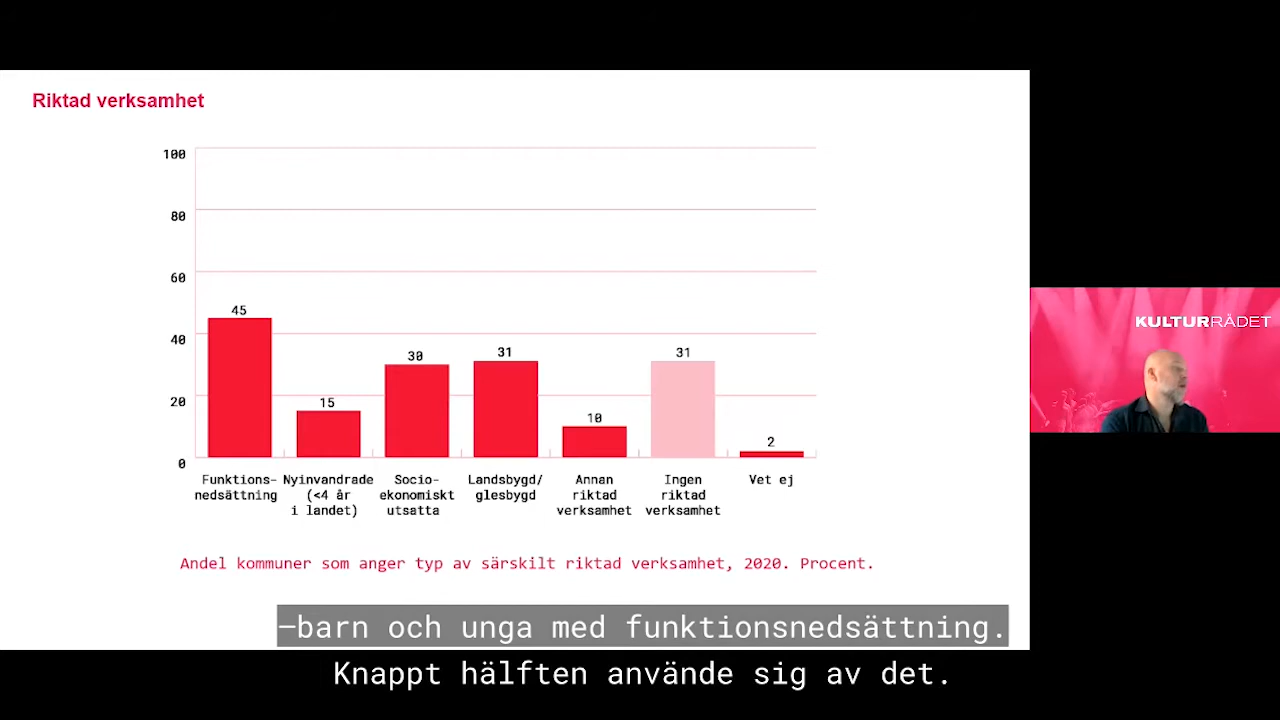 Riktad verksamhet
100
80
60
40
20
0
45
15
30
31
10
31
2
Funktions-
nedsättning
Nyinvandrade
(<4 år
i landet)
Socio-
ekonomiskt
utsatta
Landsbygd/
glesbygd
Annan
riktad
verksamhet
Ingen
riktad
verksamhet
Vet ej
Andel kommuner som anger typ av särskilt riktad verksamhet, 2020. Procent.
KULTURRÅDET
–barn och unga med funktionsnedsättning.
Knappt hälften använde sig av det.